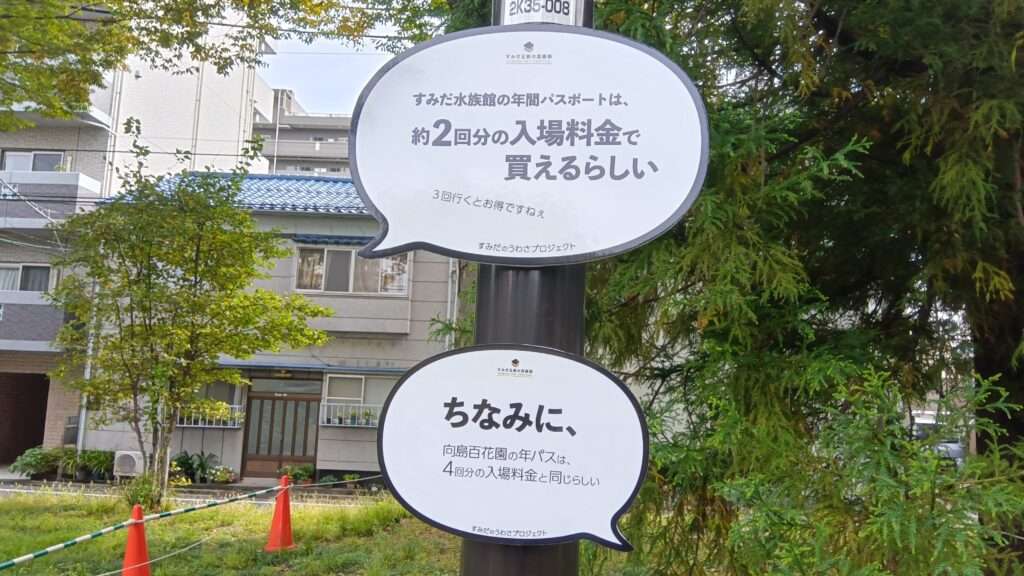 2K35-008
すみだ水族館の年間パスポートは、
約2回分の入場料金で
買えるらしい
3回行くとお得ですねぇ
すみだのうわさプロジェクト
ちなみに、
向島百花園の年パスは、
4回分の入場料金と同じらしい
すみだのうわさプロジェクト